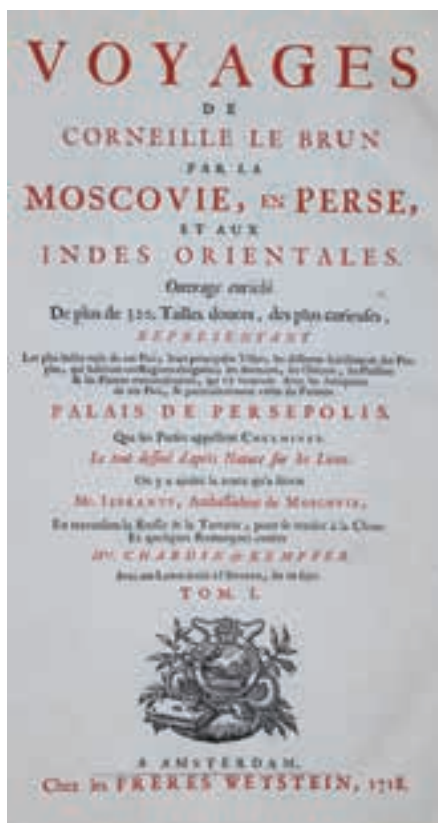 VOYAGES
DE
CORNEILLE LE BRUN
PAR LA
MOSCOVIE, EN PERSE,
ET AUX
INDES ORIENTALES.
Ouvrage enrichi
De plus de 320. Tailles douces, des plus curieuses,
REPRESENTANT
Les plus belles vues de ces Païs, leurs principales Villes, les différens habillemens des Peu-
ples, qui habitent ces Régions éloignées, les Animaux, les Oiseaux, les Poissons
& les Plantes extraordinaires, qui s'y trouvent. Avec les Antiquitez
de ces Païs, & particulierement celles du Fameux
PALAIS DE PERSEPOLIS.
Que les Perses appellent CHELMINAR.
Le tout dessiné d'après Nature sur les Lieux.
On y a ajoûté la route qu'a suivie
Mr. ISBRANTS, Ambassadeur de MOSCOVIE,
En traversant la Russie & la Tartarie, pour se rendre à la Chine.
Et quelques Remarques contre
Mrs. CHARDIN & KEMPFER.
TOM. I.
A AMSTERDAM,
Chez les FRERES WETSTEIN, 1718.